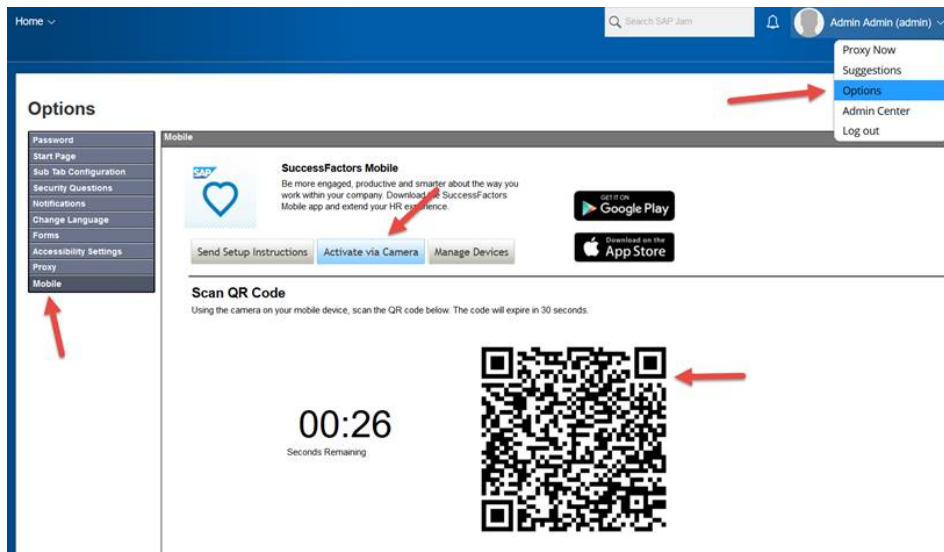 Home
Search SAP Jam
Admin Admin (admin)
Proxy Now
Suggestions
Options
Admin Center
Log out
Options
Password
Start Page
Sub Tab Configuration
Security Questions
Notifications
Change Language
Forms
Accessibility Settings
Proxy
Mobile
Mobile
SAP
SuccessFactors Mobile
Be more engaged, productive and smarter about the way you
work within your company. Download the SuccessFactors
Mobile app and extend your HR experience.
GET IT ON
Google Play
Download on the
App Store
Send Setup Instructions
Activate via Camera
Manage Devices
Scan QR Code
Using the camera on your mobile device, scan the QR code below. The code will expire in 30 seconds.
00:26
Seconds Remaining